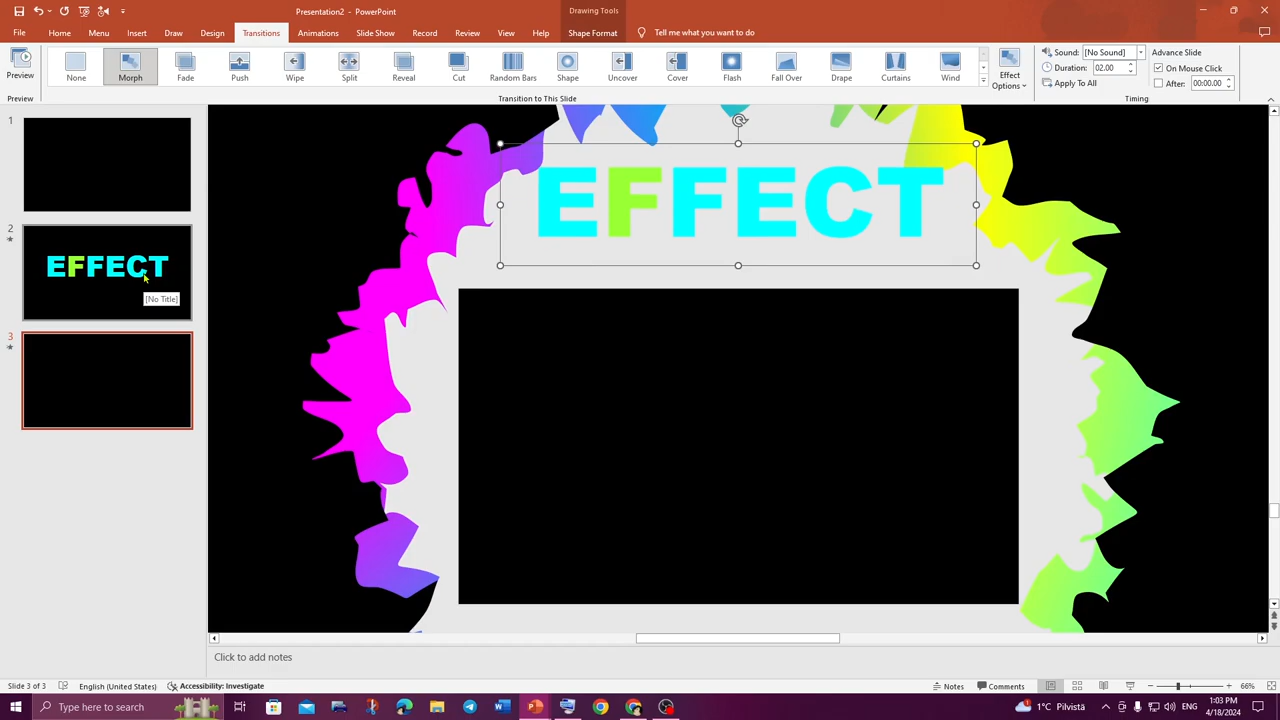 Presentation2 - PowerPoint
Drawing Tools
File Home Menu Insert Draw Design Transitions Animations Slide Show Record Review View Help Shape Format Tell me what you want to do
Preview None Morph Fade Push Wipe Split Reveal Cut Random Bars Shape Uncover Cover Flash Fall Over Drape Curtains Wind
Effect
Options
Sound: [No Sound] Advance Slide
Duration: 02.00 On Mouse Click
Apply To All After: 00:00.00
Preview Transition to This Slide Timing
1
2
EFFECT
[No Title]
3
EFFECT
Click to add notes
Slide 3 of 3 English (United States) Accessibility: Investigate Notes Comments 66%
Type here to search
1°C Pilvistä
1:03 PM
4/18/2024